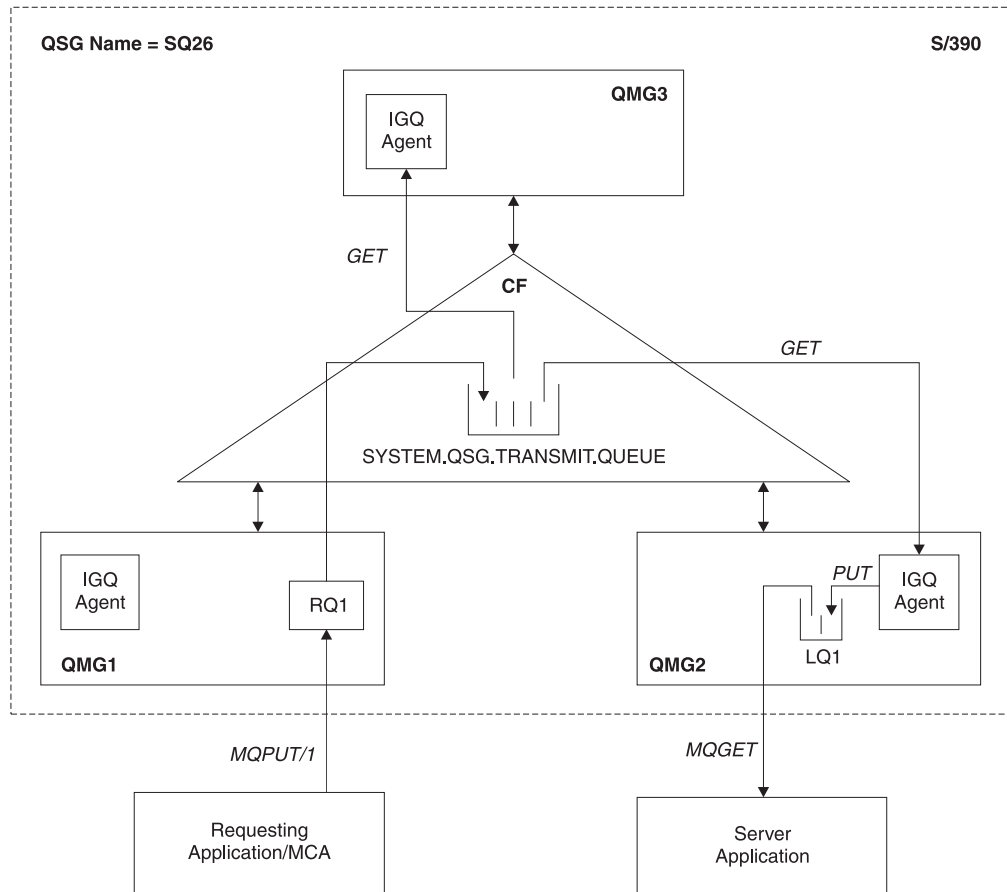 QSG Name = SQ26
S/390
QMG3
IGQ
Agent
GET
CF
GET
SYSTEM.QSG.TRANSMIT.QUEUE
IGQ
Agent
RQ1
QMG1
PUT
IGQ
Agent
LQ1
QMG2
MQPUT/1
MQGET
Requesting
Application/MCA
Server
Application